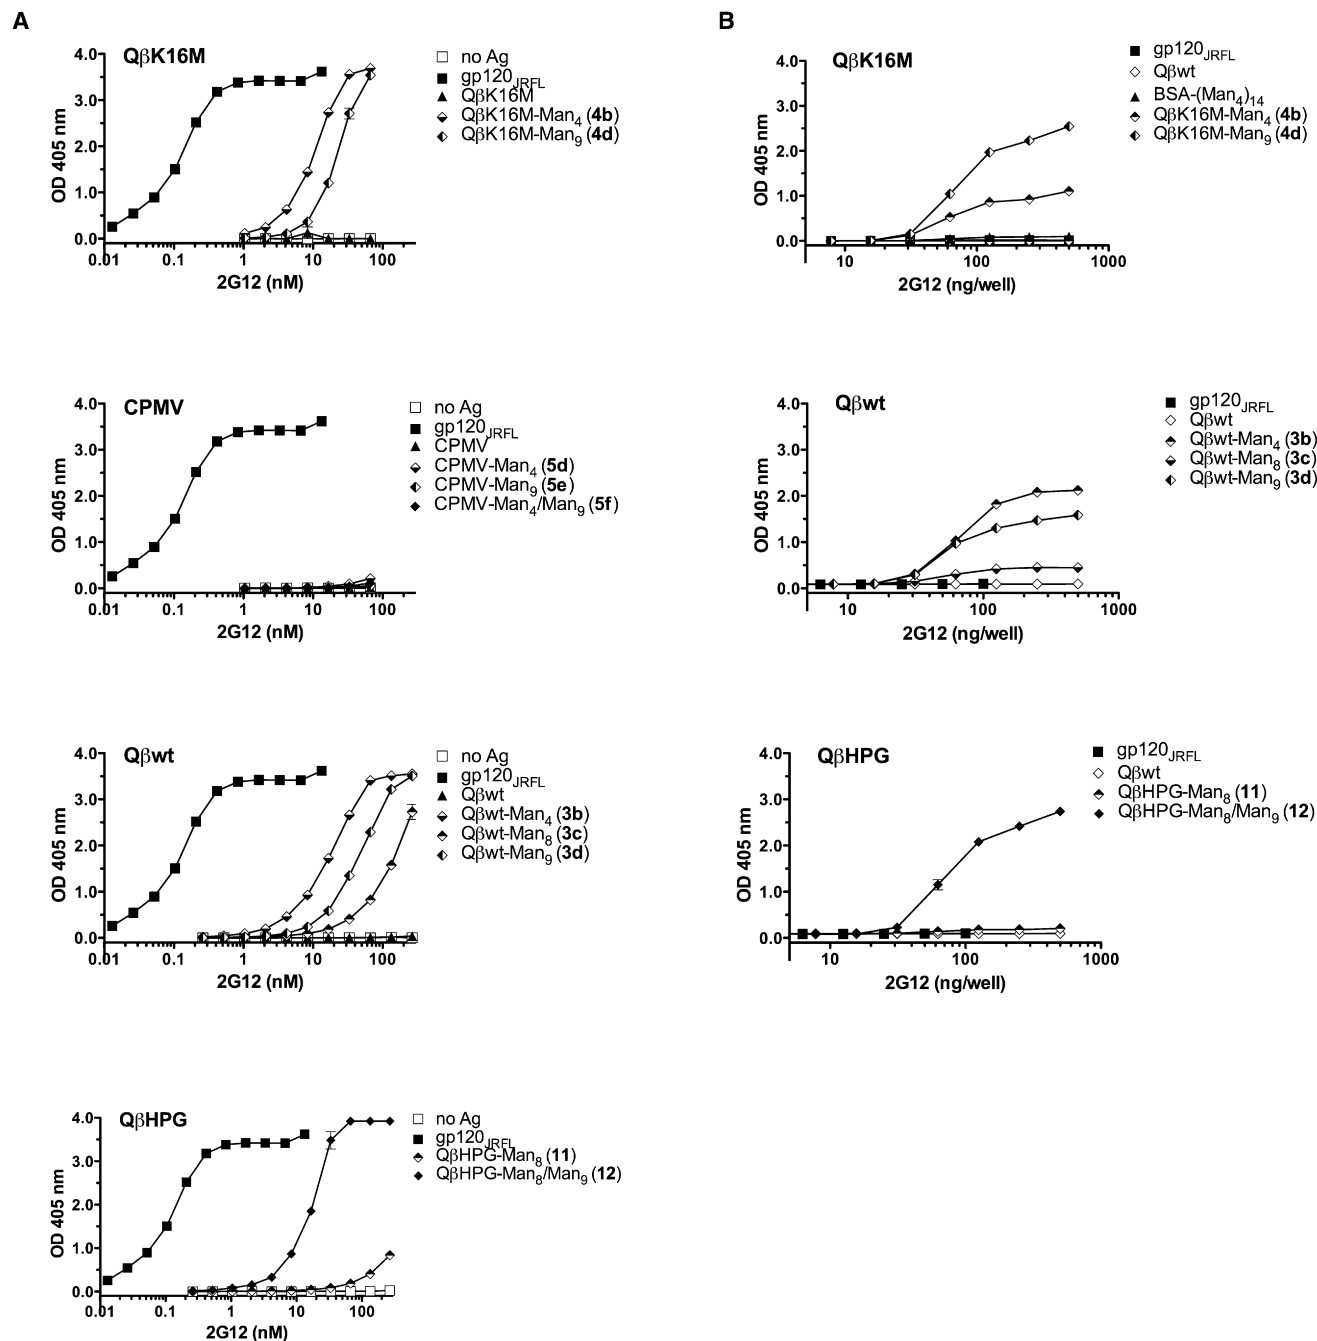 A
QβK16M
4.0
3.0
2.0
1.0
0.0
OD 405 nm
0.01 0.1 1 10 100
2G12 (nM)
no Ag
gp120JRFL
QβK16M
QβK16M-Man4 (4b)
QβK16M-Man9 (4d)
B
QβK16M
4.0
3.0
2.0
1.0
0.0
OD 405 nm
10 100 1000
2G12 (ng/well)
gp120JRFL
Qβwt
BSA-(Man4)14
QβK16M-Man4 (4b)
QβK16M-Man9 (4d)
CPMV
4.0
3.0
2.0
1.0
0.0
OD 405 nm
0.01 0.1 1 10 100
2G12 (nM)
no Ag
gp120JRFL
CPMV
CPMV-Man4 (5d)
CPMV-Man9 (5e)
CPMV-Man4/Man9 (5f)
Qβwt
4.0
3.0
2.0
1.0
0.0
OD 405 nm
10 100 1000
2G12 (ng/well)
gp120JRFL
Qβwt
Qβwt-Man4 (3b)
Qβwt-Man8 (3c)
Qβwt-Man9 (3d)
Qβwt
4.0
3.0
2.0
1.0
0.0
OD 405 nm
0.01 0.1 1 10 100
2G12 (nM)
no Ag
gp120JRFL
Qβwt
Qβwt-Man4 (3b)
Qβwt-Man8 (3c)
Qβwt-Man9 (3d)
QβHPG
4.0
3.0
2.0
1.0
0.0
OD 405 nm
10 100 1000
2G12 (ng/well)
gp120JRFL
Qβwt
QβHPG-Man8 (11)
QβHPG-Man8/Man9 (12)
QβHPG
4.0
3.0
2.0
1.0
0.0
OD 405 nm
0.01 0.1 1 10 100
2G12 (nM)
no Ag
gp120JRFL
QβHPG-Man8 (11)
QβHPG-Man8/Man9 (12)